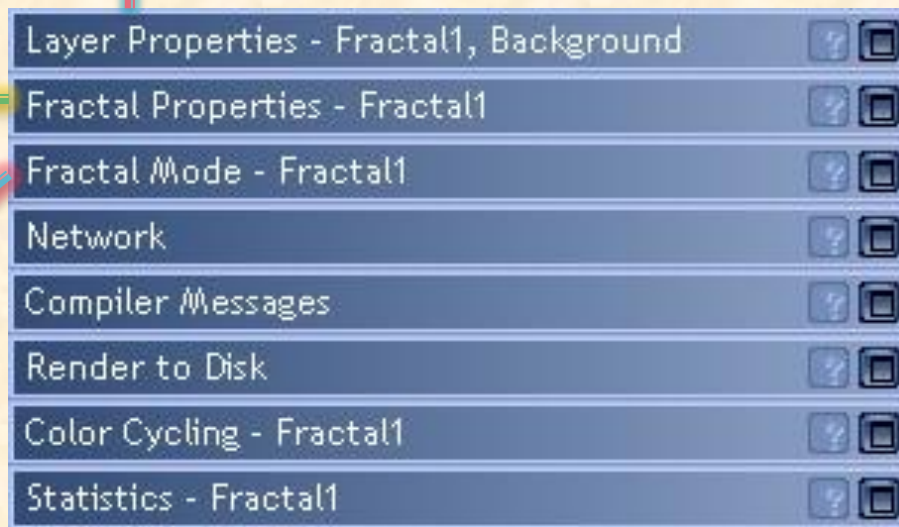 Layer Properties - Fractal1, Background
Fractal Properties - Fractal1
Fractal Mode - Fractal1
Network
Compiler Messages
Render to Disk
Color Cycling - Fractal1
Statistics - Fractal1